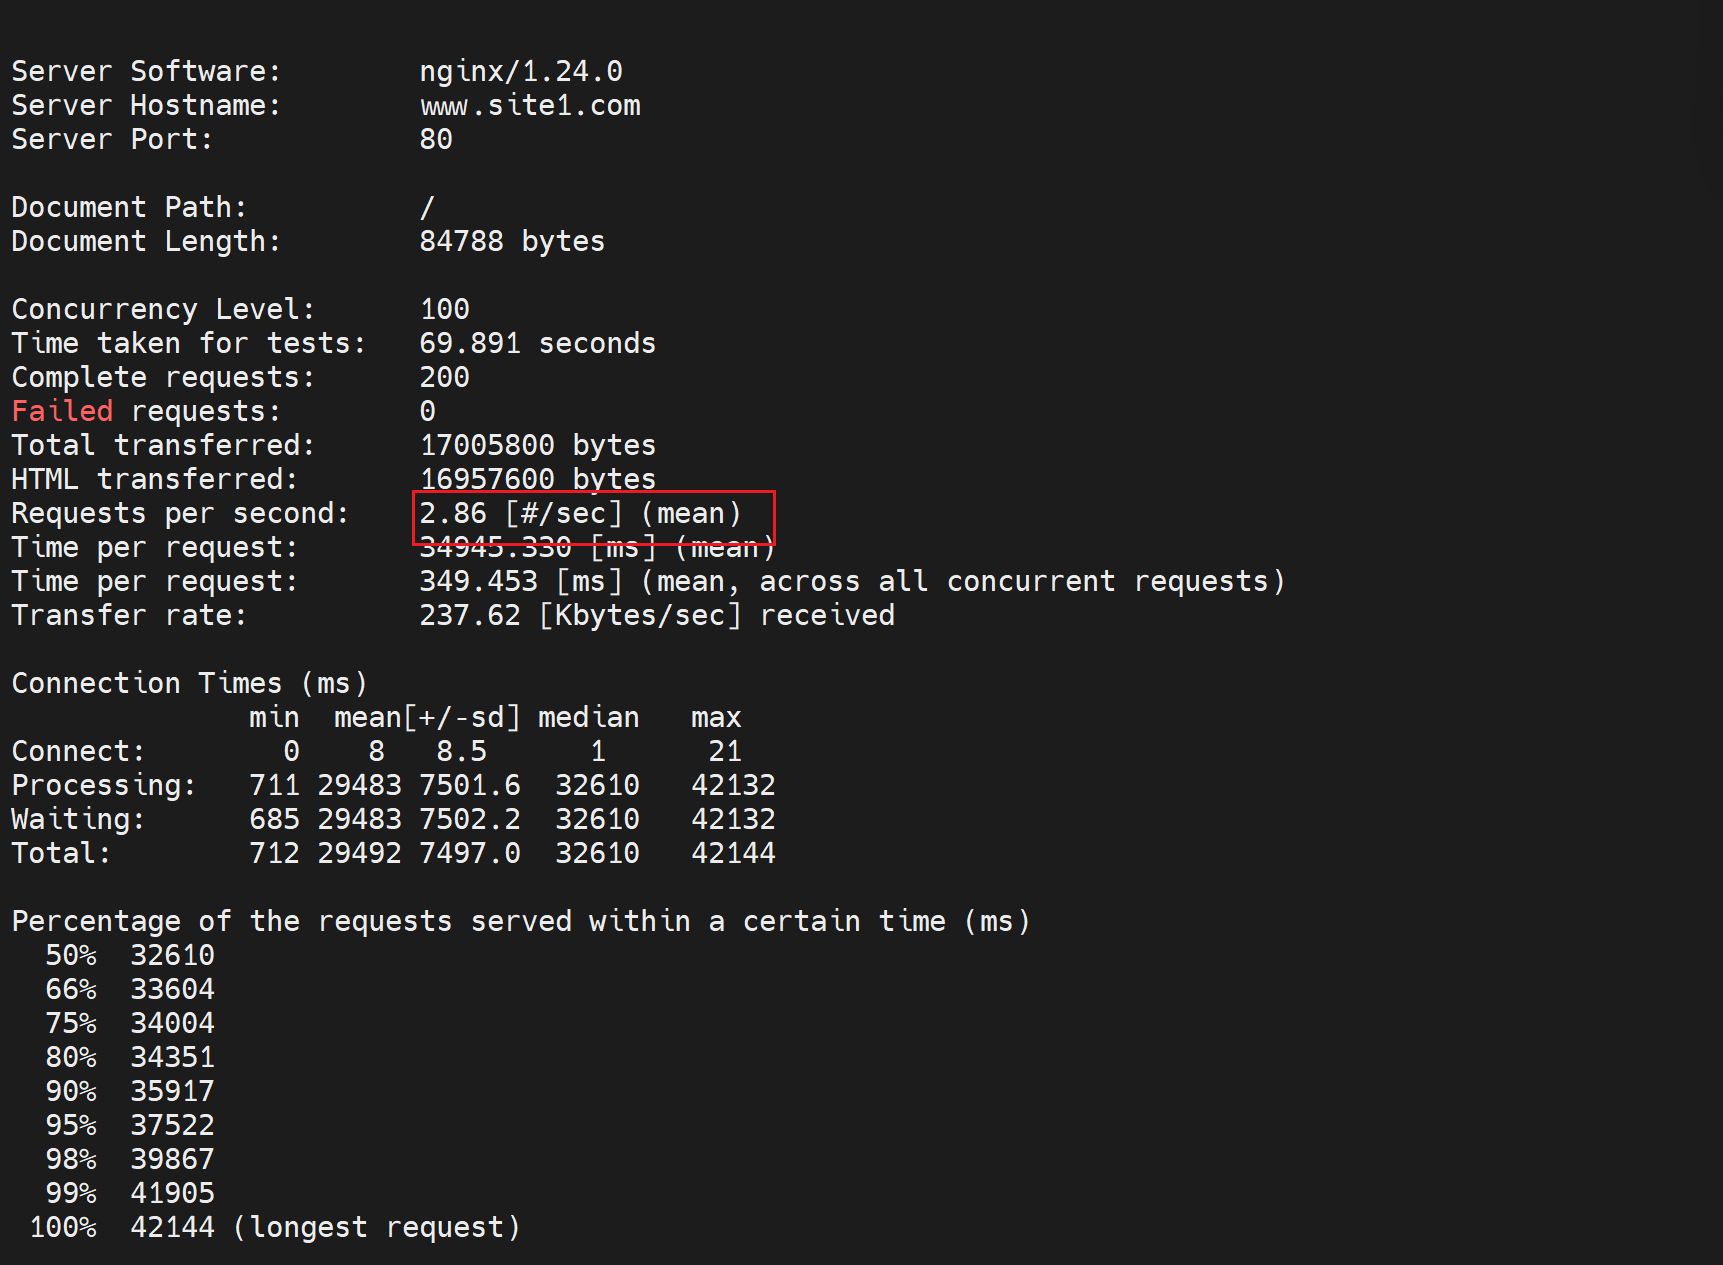 Server Software:        nginx/1.24.0
Server Hostname:        www.site1.com
Server Port:            80
Document Path:          /
Document Length:        84788 bytes
Concurrency Level:      100
Time taken for tests:   69.891 seconds
Complete requests:      200
Failed requests:        0
Total transferred:      17005800 bytes
HTML transferred:       16957600 bytes
Requests per second:    2.86 [#/sec] (mean)
Time per request:       34945.330 [ms] (mean)
Time per request:       349.453 [ms] (mean, across all concurrent requests)
Transfer rate:          237.62 [Kbytes/sec] received
Connection Times (ms)
              min  mean[+/-sd] median   max
Connect:        0    8   8.5      1      21
Processing:   711 29483 7501.6  32610   42132
Waiting:      685 29483 7502.2  32610   42132
Total:        712 29492 7497.0  32610   42144
Percentage of the requests served within a certain time (ms)
  50%  32610
  66%  33604
  75%  34004
  80%  34351
  90%  35917
  95%  37522
  98%  39867
  99%  41905
 100%  42144 (longest request)